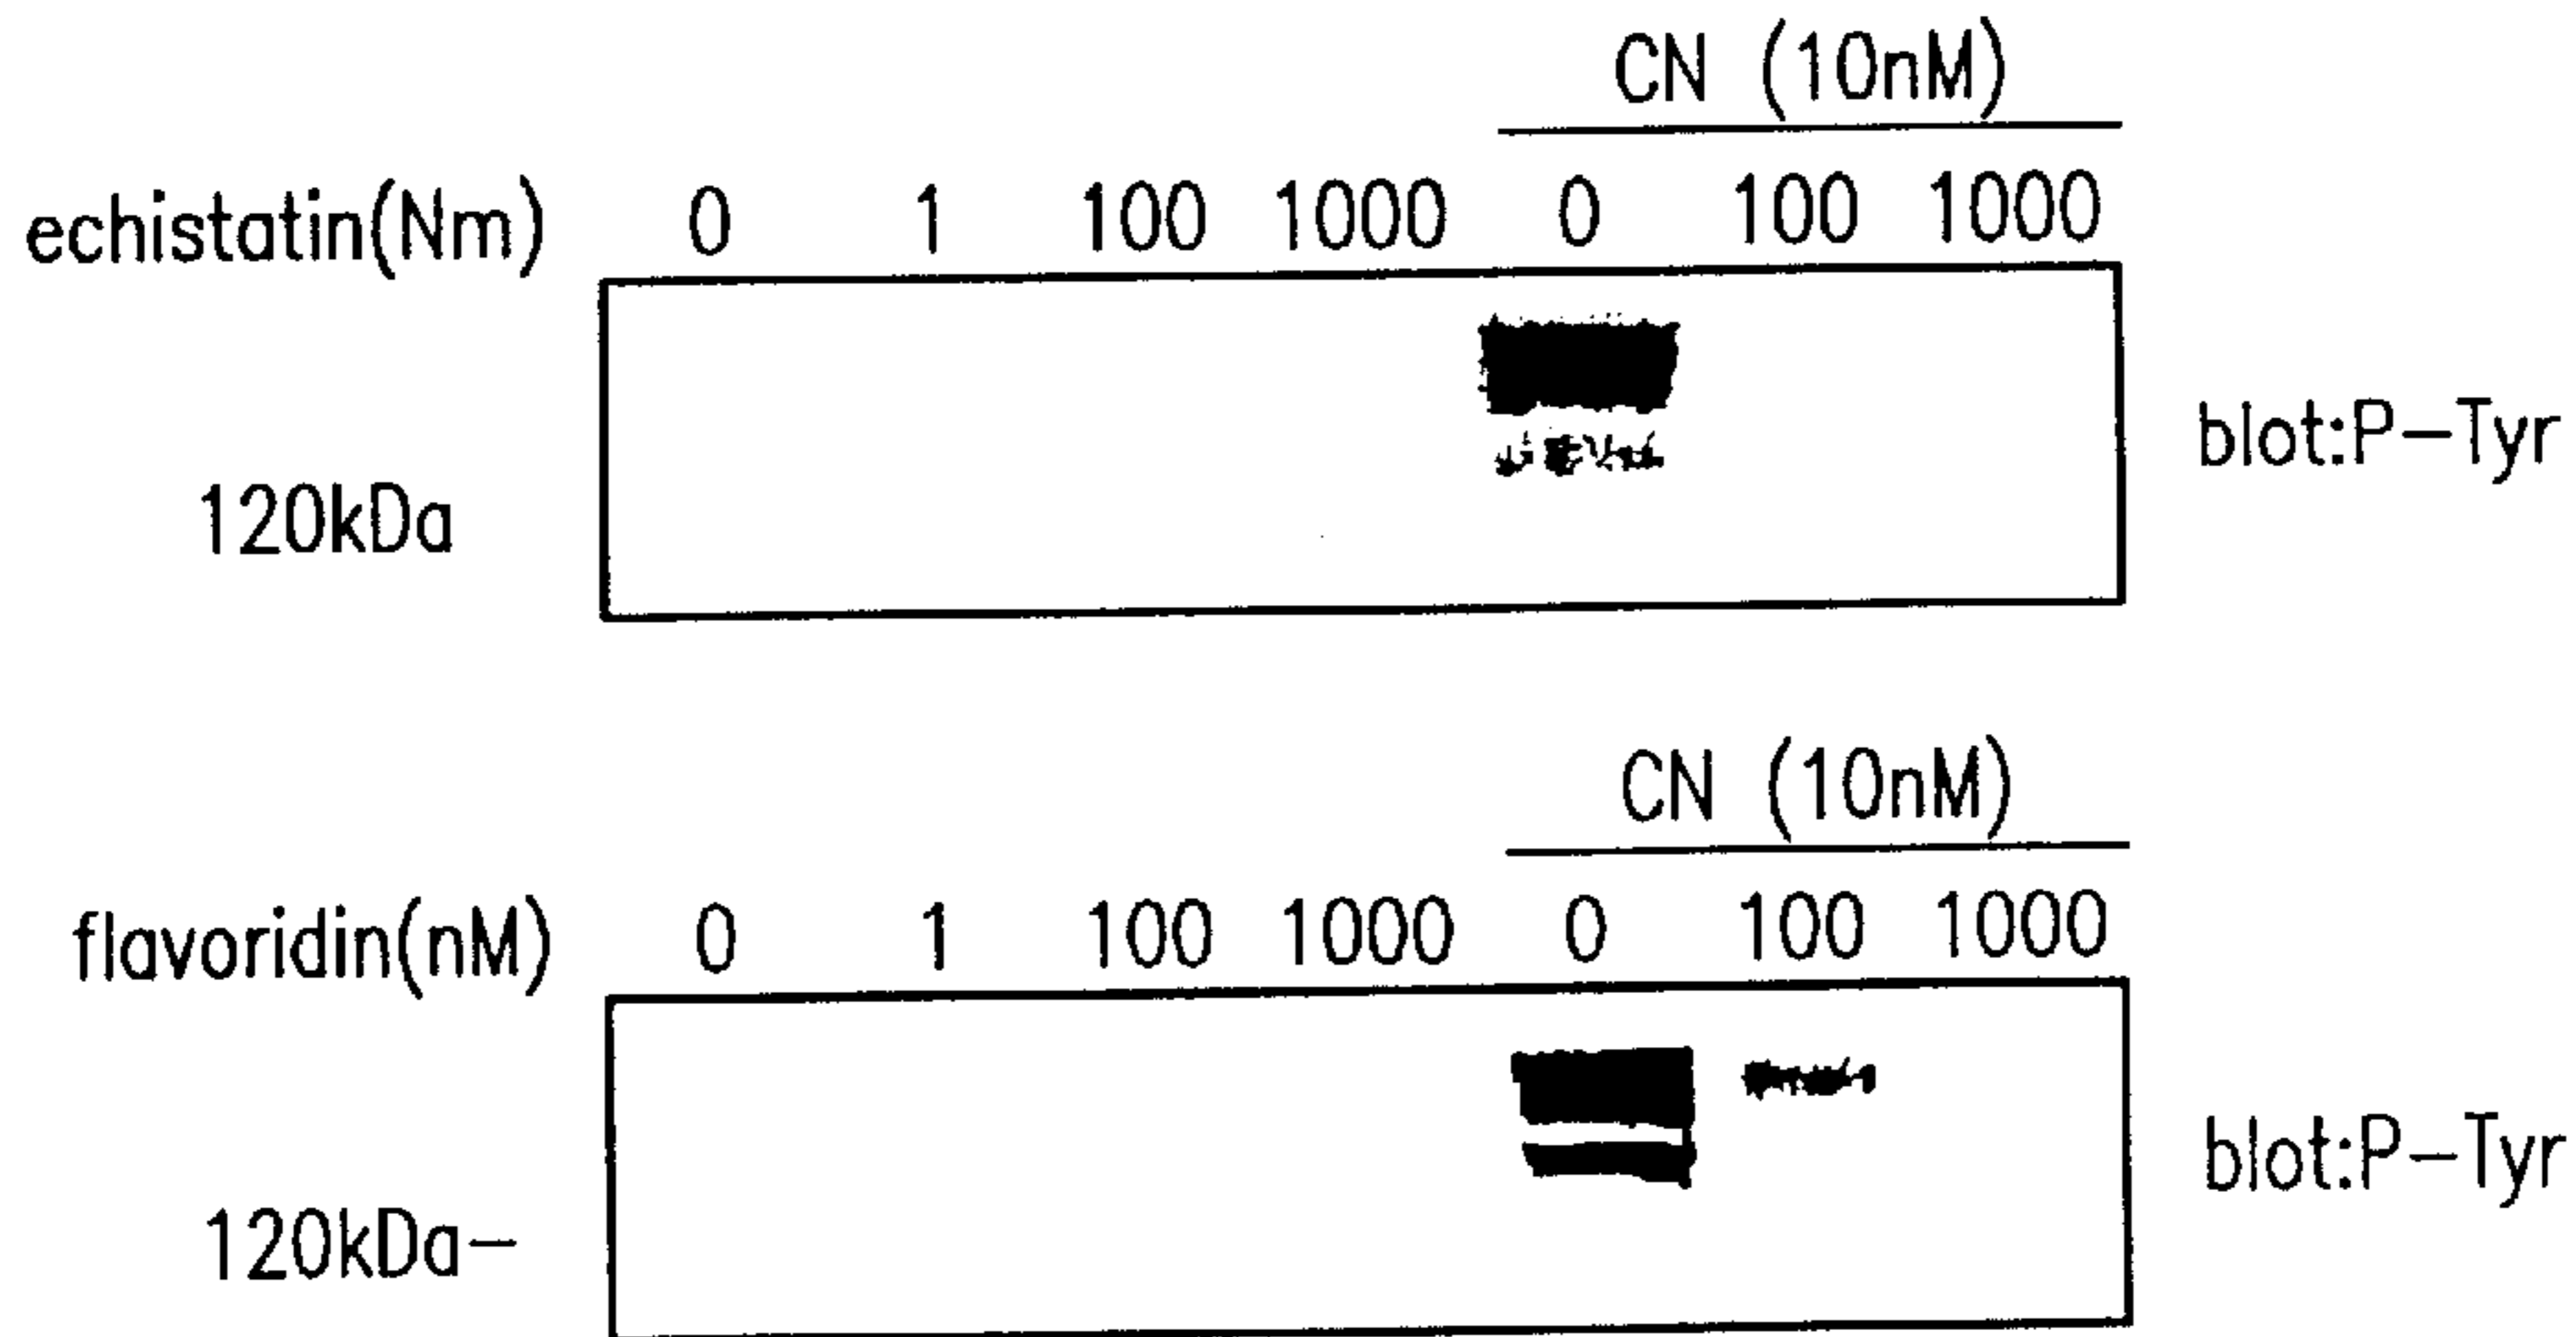 CN (10nM)
echistatin(Nm) 0 1 100 1000 0 100 1000
blot:P-Tyr
120kDa
CN (10nM)
flavoridin(nM) 0 1 100 1000 0 100 1000
blot:P-Tyr
120kDa-